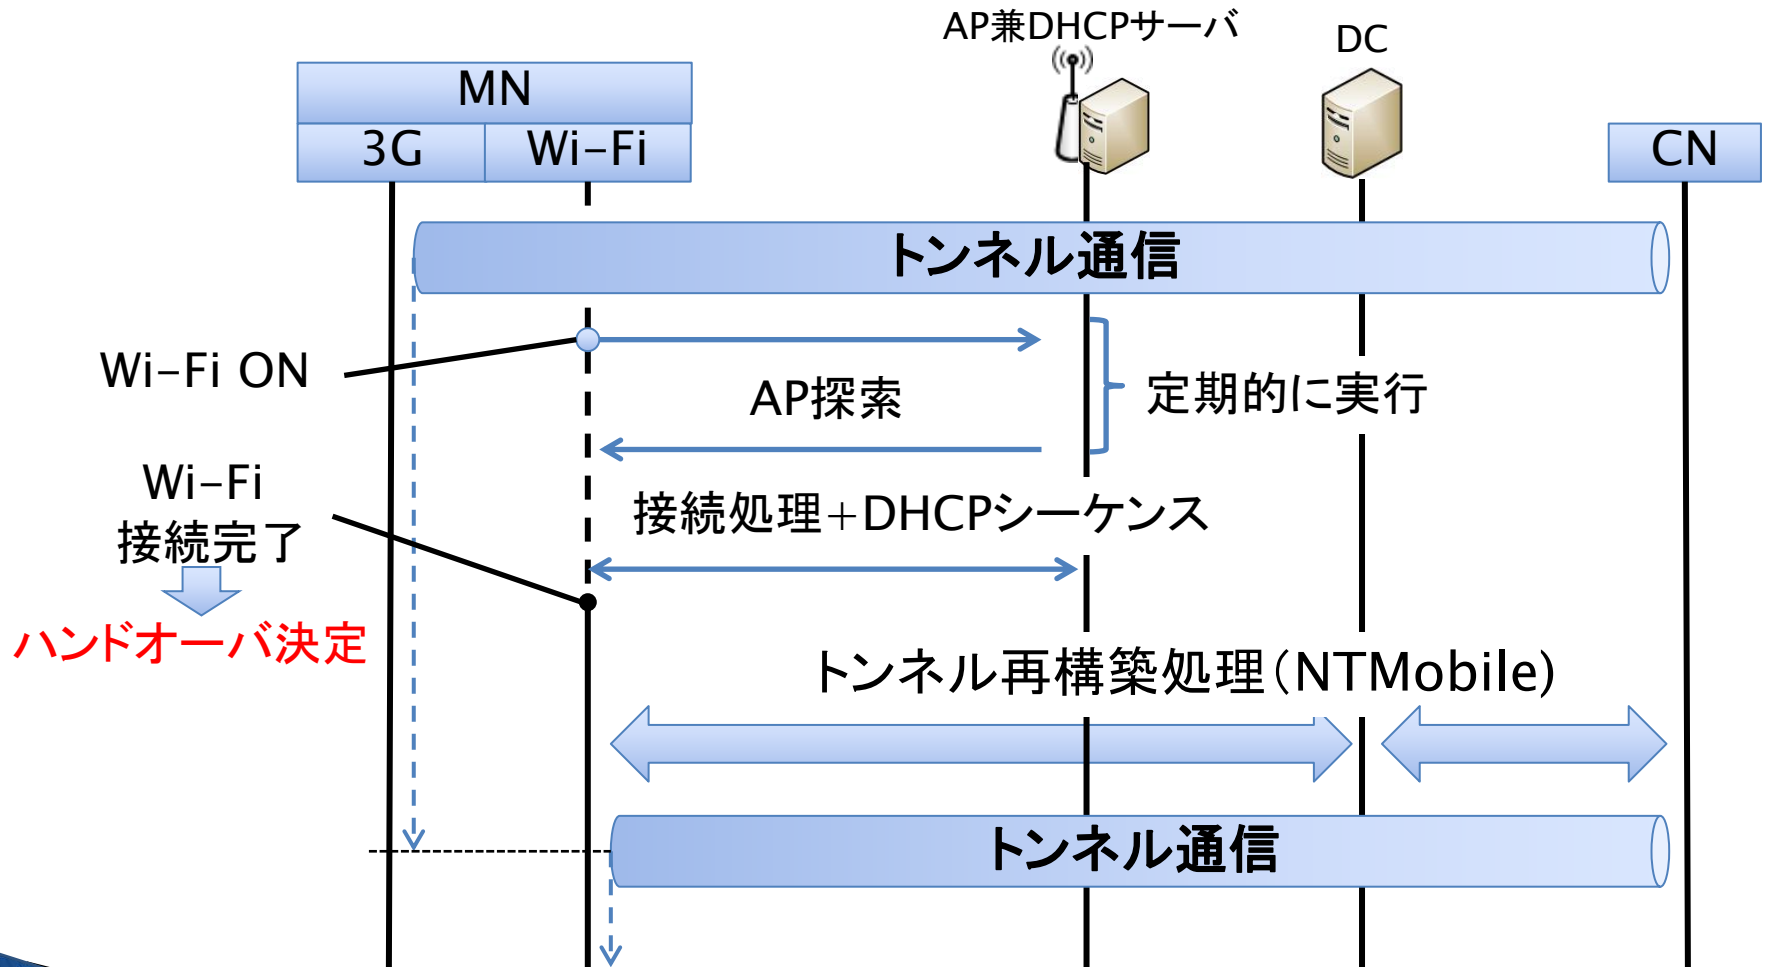 AP兼DHCPサーバ
DC
MN
3G
Wi-Fi
CN
トンネル通信
Wi-Fi ON
AP探索
定期的に実行
Wi-Fi
接続完了
接続処理+DHCPシーケンス
ハンドオーバ決定
トンネル再構築処理(NTMobile)
トンネル通信